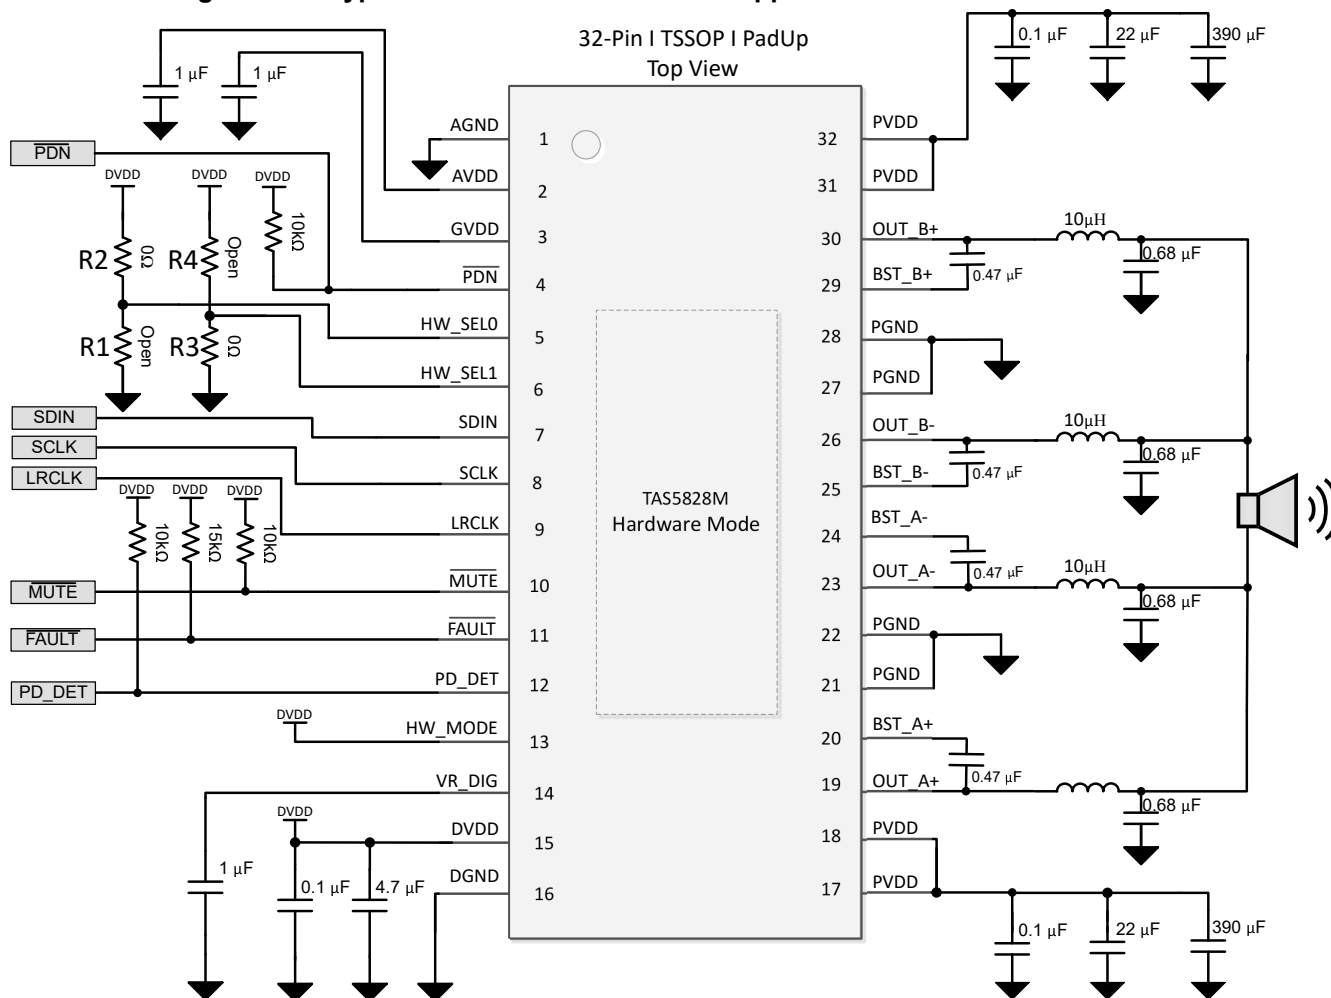 32-Pin I TSSOP I PadUp
Top View
0.1 µF
22 µF
390 µF
1 µF
1 µF
PDN
DVDD
DVDD
DVDD
R2
0Ω
R4
Open
10kΩ
R1
Open
R3
0Ω
SDIN
SCLK
LRCLK
DVDD
DVDD
DVDD
10kΩ
15kΩ
10kΩ
MUTE
FAULT
PD_DET
DVDD
1 µF
DVDD
0.1 µF
4.7 µF
AGND
1
AVDD
2
GVDD
3
PDN
4
HW_SEL0
5
HW_SEL1
6
SDIN
7
SCLK
8
LRCLK
9
MUTE
10
FAULT
11
PD_DET
12
HW_MODE
13
VR_DIG
14
DVDD
15
DGND
16
TAS5828M
Hardware Mode
32
PVDD
31
PVDD
30
OUT_B+
29
BST_B+
28
PGND
27
PGND
26
OUT_B-
25
BST_B-
24
BST_A-
23
OUT_A-
22
PGND
21
PGND
20
BST_A+
19
OUT_A+
18
PVDD
17
PVDD
10µH
0.47 µF
0.68 µF
10µH
0.47 µF
0.68 µF
0.47 µF
10µH
0.68 µF
0.47 µF
0.68 µF
0.1 µF
22 µF
390 µF